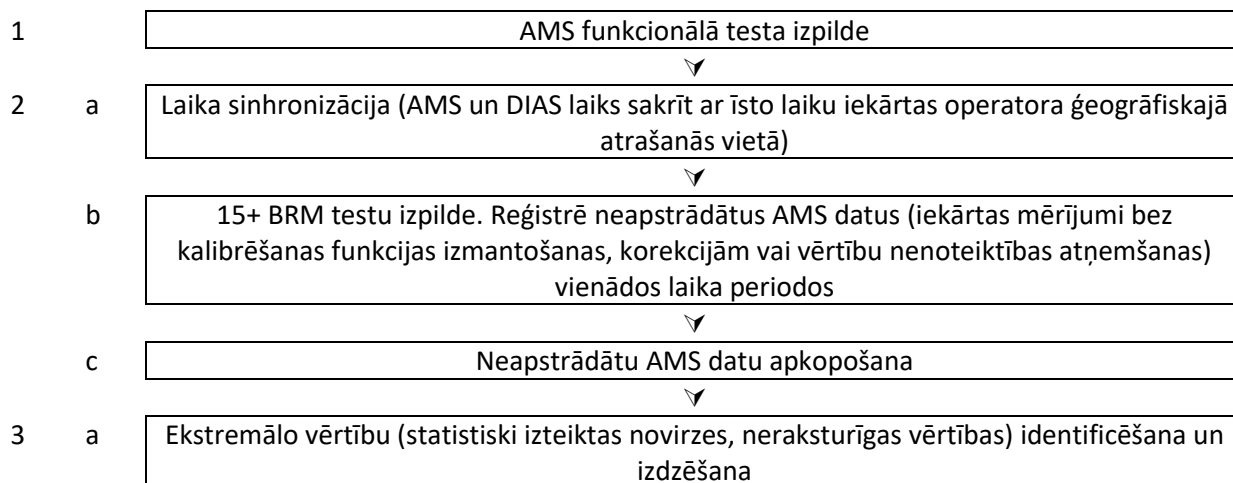 1 AMS funkcionālā testa izpilde
2 a Laika sinhronizācija (AMS un DIAS laiks sakrīt ar īsto laiku iekārtas operatora ģeogrāfiskajā
atrašanās vietā)
b 15+ BRM testu izpilde. Reģistrē neapstrādātus AMS datus (iekārtas mērījumi bez
kalibrēšanas funkcijas izmantošanas, korekcijām vai vērtību nenoteiktības atņemšanas)
vienādos laika periodos
c Neapstrādātu AMS datu apkopošana
3 a Ekstremālo vērtību (statistiski izteiktas novirzes, neraksturīgas vērtības) identificēšana un
izdzēšana